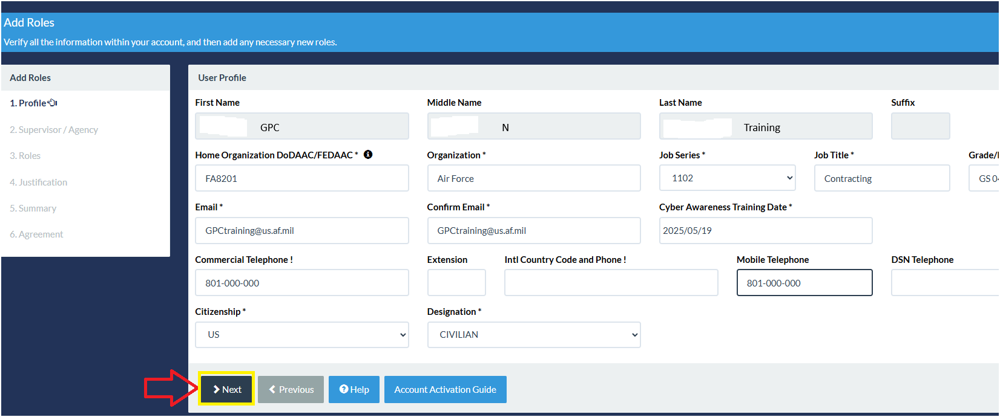 Add Roles
Verify all the information within your account, and then add any necessary new roles.
Add Roles
1. Profile
2. Supervisor / Agency
3. Roles
4. Justification
5. Summary
6. Agreement
User Profile
First Name Middle Name Last Name Suffix
GPC N Training
Home Organization DoDAAC/FEDAAC * Organization * Job Series * Job Title * Grade/
FA8201 Air Force 1102 Contracting GS 04
Email * Confirm Email * Cyber Awareness Training Date *
GPCtraining@us.af.mil GPCtraining@us.af.mil 2025/05/19
Commercial Telephone ! Extension Intl Country Code and Phone ! Mobile Telephone DSN Telephone
801-000-000 801-000-000
Citizenship * Designation *
US CIVILIAN
Next Previous Help Account Activation Guide